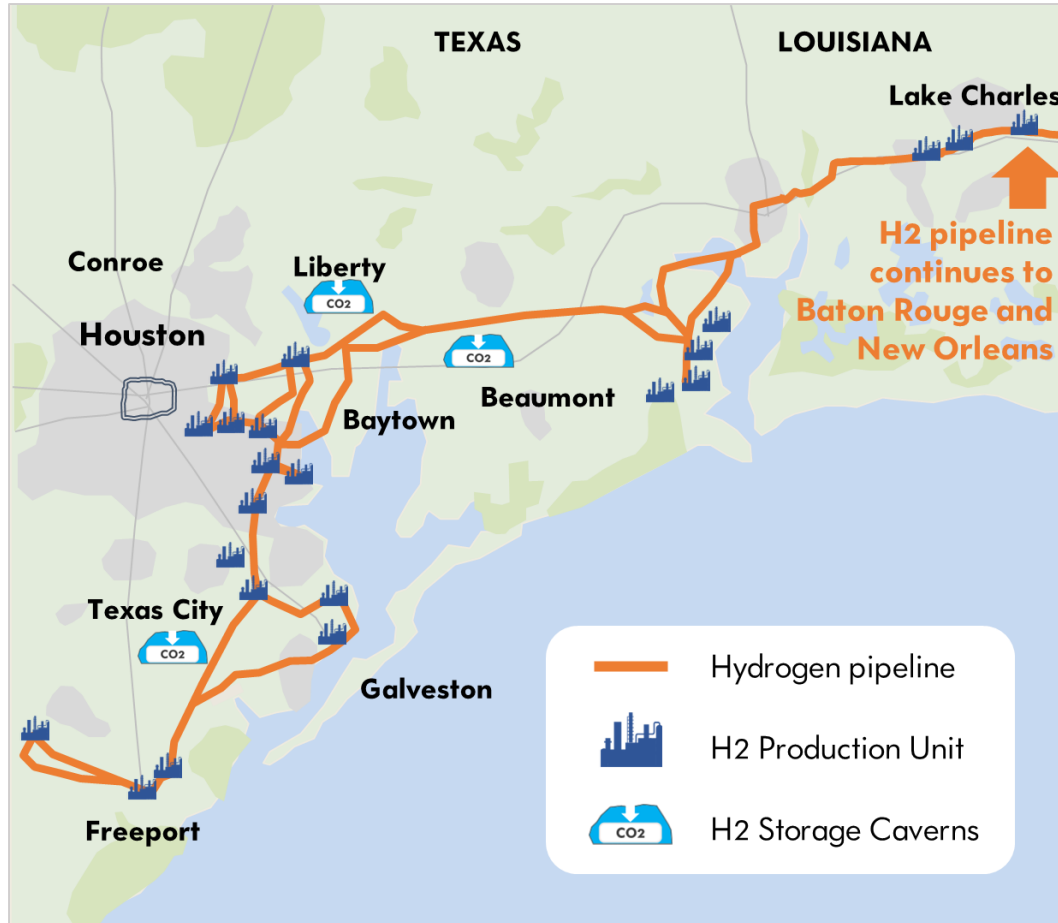 TEXAS
LOUISIANA
Lake Charles
H2 pipeline
continues to
Baton Rouge and
New Orleans
Conroe
Liberty
CO2
Houston
CO2
Beaumont
Baytown
Texas City
CO2
Galveston
Freeport
Hydrogen pipeline
H2 Production Unit
CO2
H2 Storage Caverns